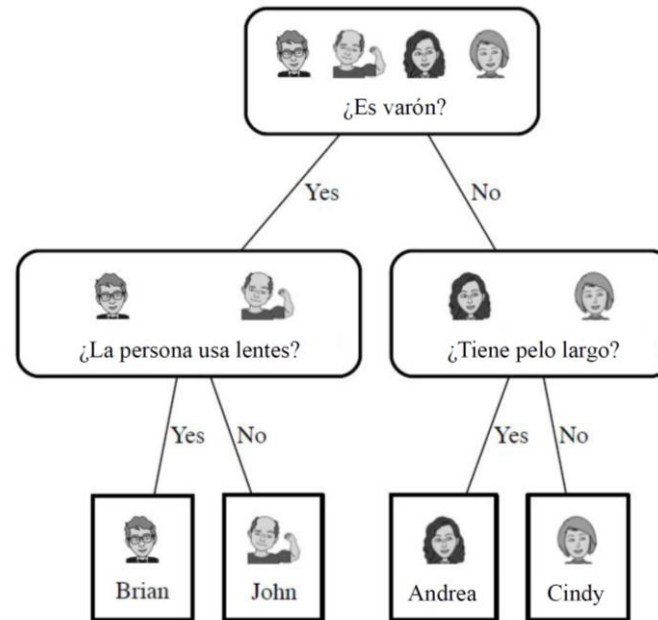 ¿Es varón?
Yes
No
¿La persona usa lentes?
¿Tiene pelo largo?
Yes
No
Yes
No
Brian
John
Andrea
Cindy